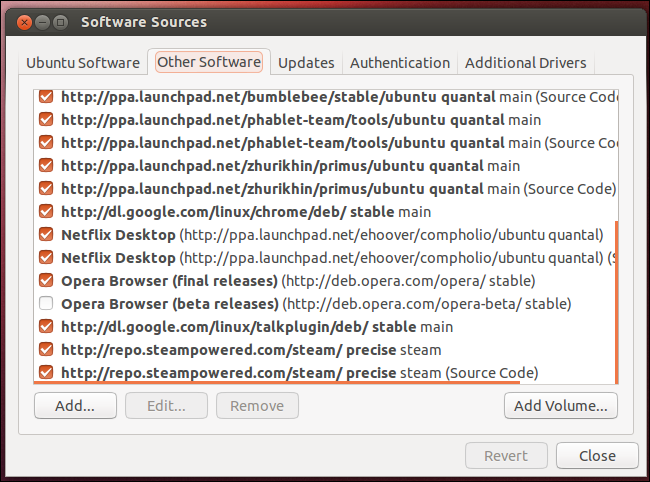 Software Sources
Ubuntu Software Other Software Updates Authentication Additional Drivers
http://ppa.launchpad.net/bumblebee/stable/ubuntu quantal main (Source Code
http://ppa.launchpad.net/phablet-team/tools/ubuntu quantal main
http://ppa.launchpad.net/phablet-team/tools/ubuntu quantal main (Sourc
http://ppa.launchpad.net/zhurikhin/primus/ubuntu quantal main
http://ppa.launchpad.net/zhurikhin/primus/ubuntu quantal main (Source Code)
http://dl.google.com/linux/chrome/deb/ stable main
Netflix Desktop (http://ppa.launchpad.net/ehoover/compholio/ubuntu quantal)
Netflix Desktop (http://ppa.launchpad.net/ehoover/compholio/ubuntu quantal) (S
Opera Browser (final releases) (http://deb.opera.com/opera/ stable)
Opera Browser (beta releases) (http://deb.opera.com/opera-beta/ stable)
http://dl.google.com/linux/talkplugin/deb/ stable main
http://repo.steampowered.com/steam/ precise steam
http://repo.steampowered.com/steam/ precise steam (Source Code)
Add... Edit... Remove Add Volume...
Revert Close